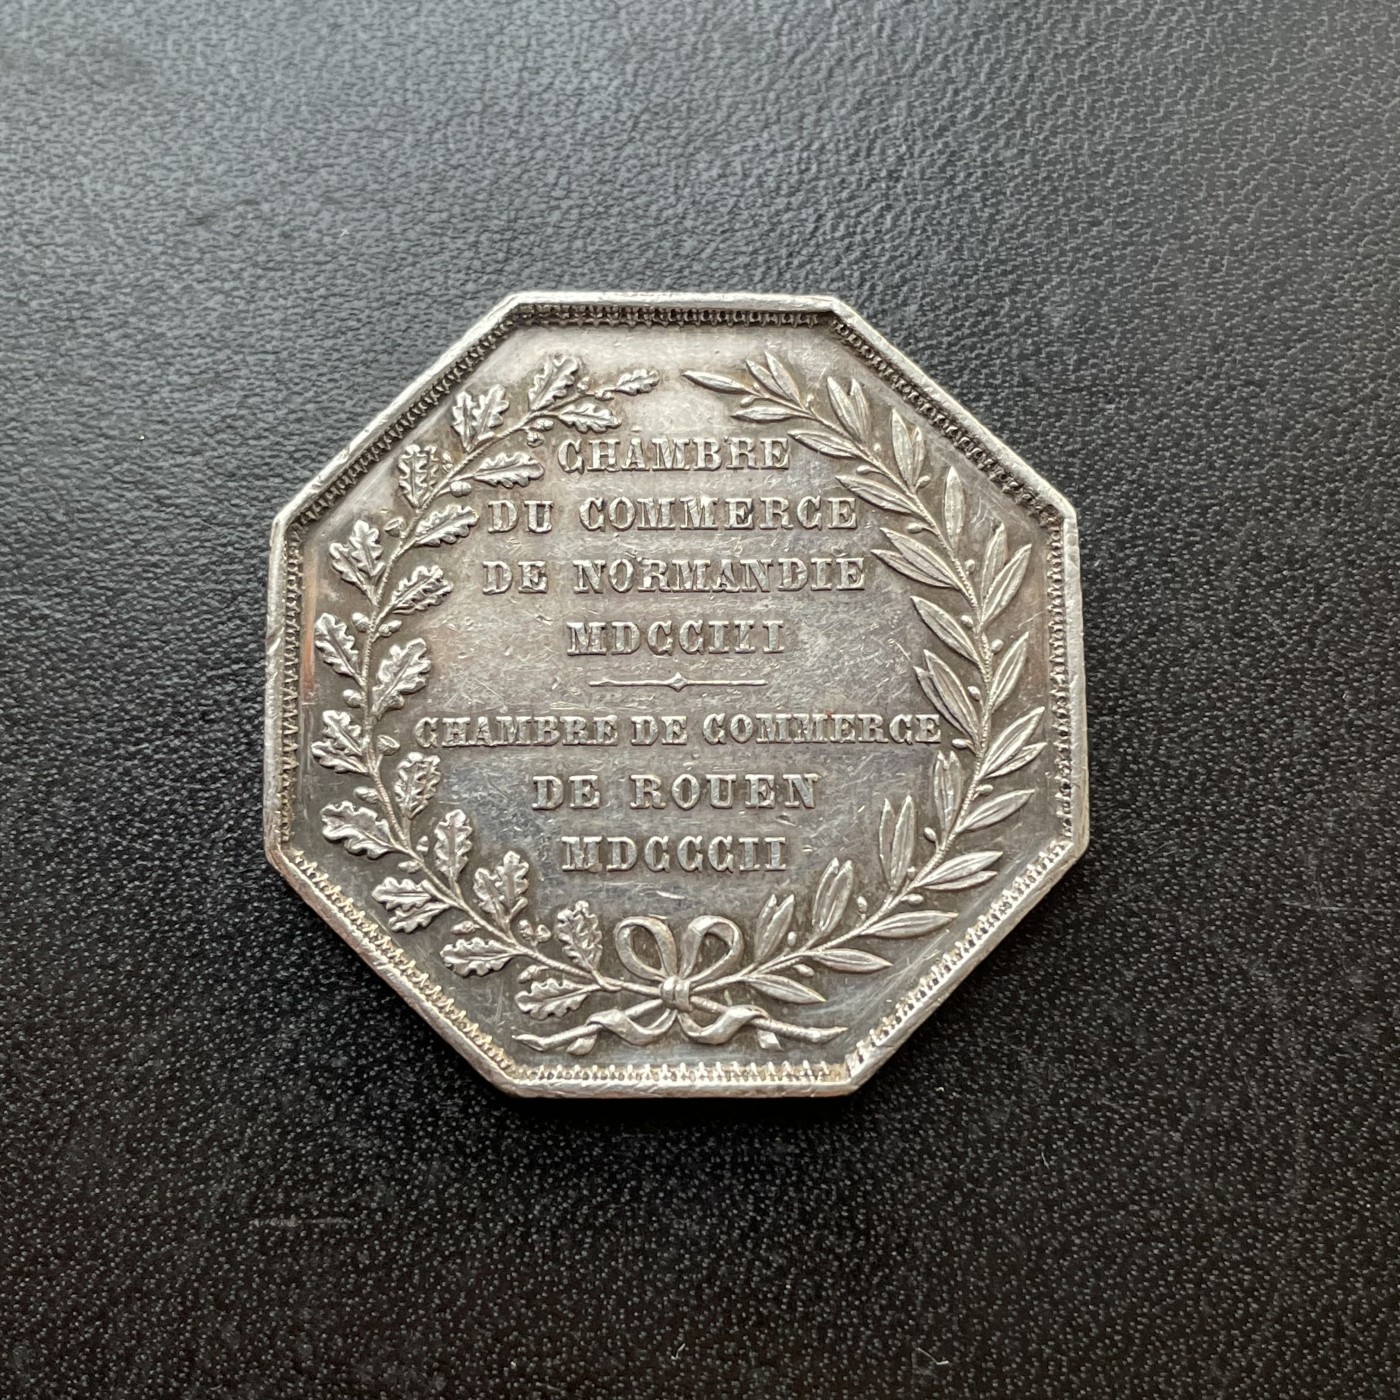 CHAMBRE
DU COMMERCE
DE NORMANDIE
MDCCIII
CHAMBRE DE COMMERCE
DE ROUEN
MDCCCII